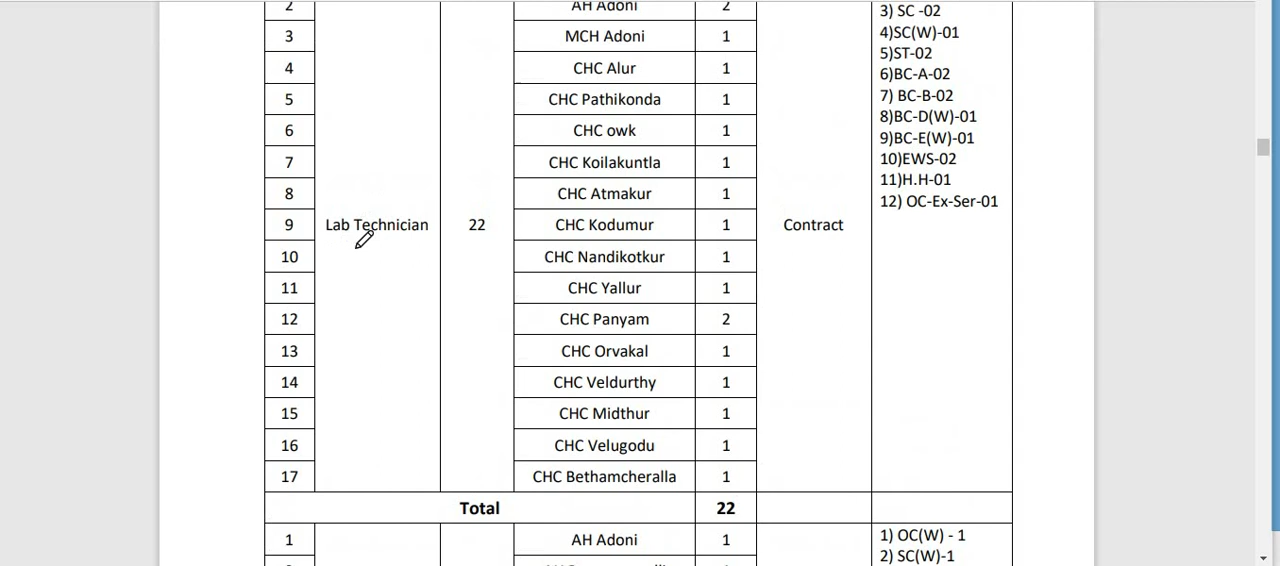 2 AH Adoni 2
3) SC -02
3 MCH Adoni 1
4)SC(W)-01
5)ST-02
4 CHC Alur 1
6)BC-A-02
5 CHC Pathikonda 1
7) BC-B-02
8)BC-D(W)-01
6 CHC owk 1
9)BC-E(W)-01
7 CHC Koilakuntla 1
10)EWS-02
11)H.H-01
8 CHC Atmakur 1
12) OC-Ex-Ser-01
9 Lab Technician 22 CHC Kodumur 1 Contract
10 CHC Nandikotkur 1
11 CHC Yallur 1
12 CHC Panyam 2
13 CHC Orvakal 1
14 CHC Veldurthy 1
15 CHC Midthur 1
16 CHC Velugodu 1
17 CHC Bethamcheralla 1
Total 22
1 AH Adoni 1
1) OC(W) - 1
2) SC(W)-1